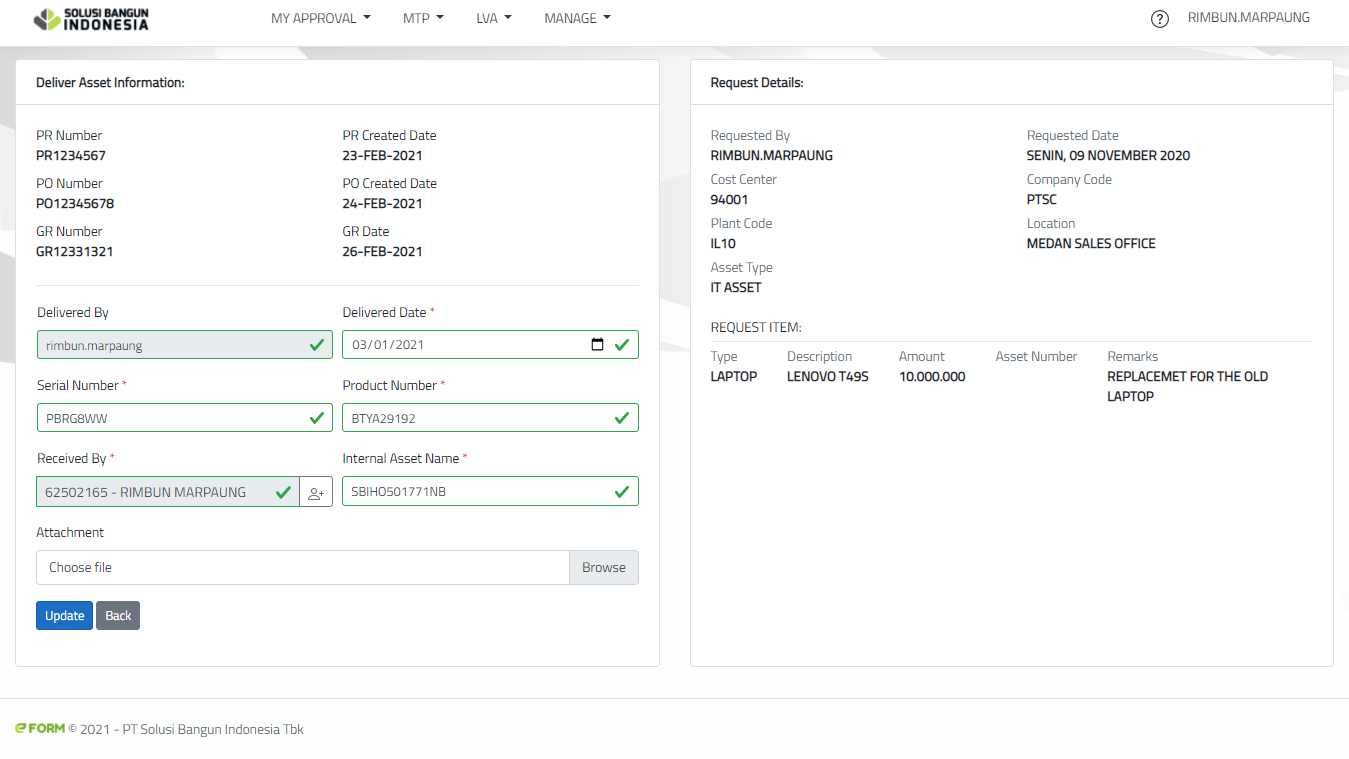 SOLUSI BANGUN
INDONESIA
MY APPROVAL MTP LVA MANAGE ? RIMBUN.MARPAUNG
Deliver Asset Information:
PR Number PR Created Date
PR1234567 23-FEB-2021
PO Number PO Created Date
PO12345678 24-FEB-2021
GR Number GR Date
GR12331321 26-FEB-2021
Delivered By Delivered Date *
rimbun.marpaung 03/01/2021
Serial Number * Product Number *
PBRG8WW BTYA29192
Received By * Internal Asset Name *
62502165 - RIMBUN MARPAUNG SBIHO501771NB
Attachment
Choose file Browse
Update Back
Request Details:
Requested By Requested Date
RIMBUN.MARPAUNG SENIN, 09 NOVEMBER 2020
Cost Center Company Code
94001 PTSC
Plant Code Location
IL10 MEDAN SALES OFFICE
Asset Type
IT ASSET
REQUEST ITEM:
Type Description Amount Asset Number Remarks
LAPTOP LENOVO T49S 10.000.000 REPLACEMET FOR THE OLD
LAPTOP
eFORM © 2021 - PT Solusi Bangun Indonesia Tbk